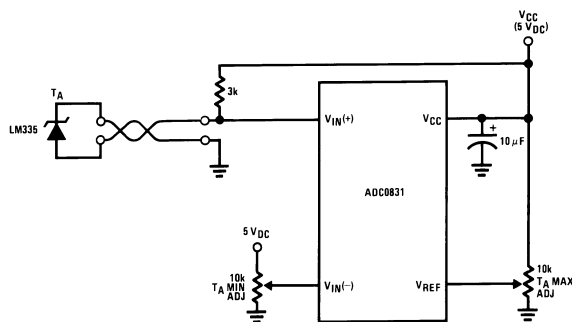 VCC
(5 VDC)
TA
LM335
3k
VIN(+)
VCC
+
10 μF
ADC0831
5 VDC
10k
TA MIN
ADJ
VIN(−)
VREF
10k
TA MAX
ADJ